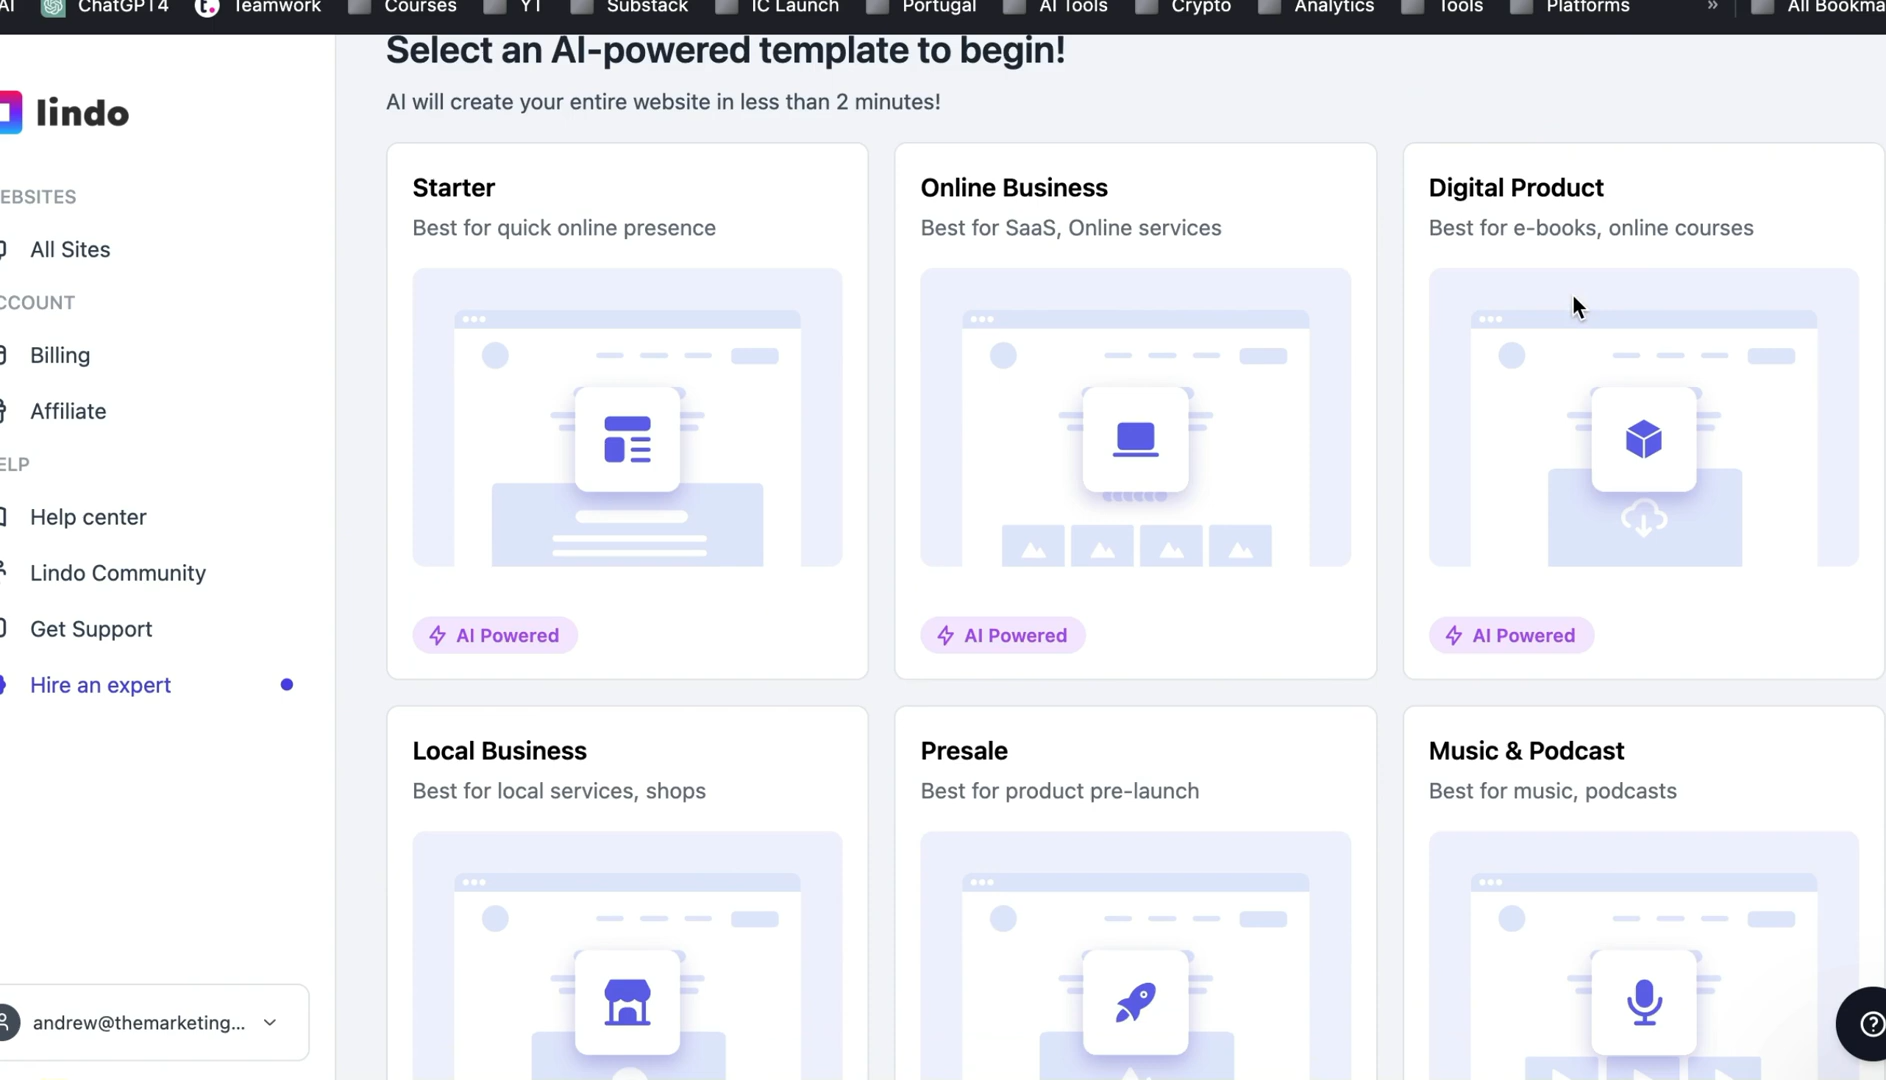 AI ChatGPT4 Teamwork Courses YT Substack IC Launch Portugal AI Tools Crypto Analytics Tools Platforms » All Bookma
Select an AI-powered template to begin!
AI will create your entire website in less than 2 minutes!
lindo
EBSITES
All Sites
CCOUNT
Billing
Affiliate
ELP
Help center
Lindo Community
Get Support
Hire an expert
andrew@themarketing...
Starter
Best for quick online presence
AI Powered
Online Business
Best for SaaS, Online services
AI Powered
Digital Product
Best for e-books, online courses
AI Powered
Local Business
Best for local services, shops
Presale
Best for product pre-launch
Music & Podcast
Best for music, podcasts